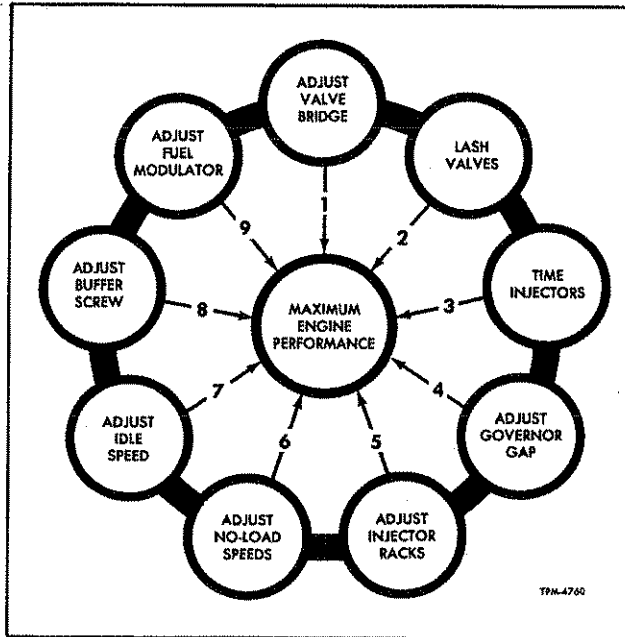 ADJUST
VALVE
BRIDGE
LASH
VALVES
TIME
INJECTORS
ADJUST
GOVERNOR
GAP
ADJUST
INJECTOR
RACKS
ADJUST
NO-LOAD
SPEEDS
ADJUST
IDLE
SPEED
ADJUST
BUFFER
SCREW
ADJUST
FUEL
MODULATOR
1
2
3
4
5
6
7
8
9
MAXIMUM
ENGINE
PERFORMANCE
TPM-4760